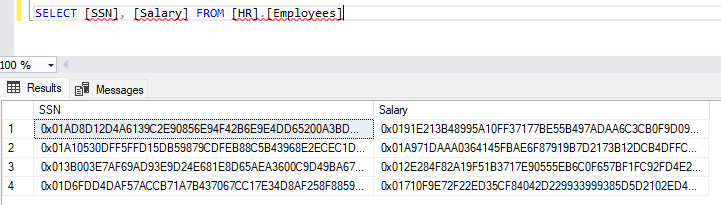 SELECT [SSN], [Salary] FROM [HR].[Employees]
100 %
Results Messages
SSN Salary
1 0x01AD8D12D4A6139C2E90856E94F42B6E9E4DD65200A3BD... 0x0191E213B48995A10FF37177BE55B497ADAA6C3CB0F9D09...
2 0x01A10530DFF5FFD15DB59879CDFEB88C5B43968E2ECEC1D... 0x01A971DAAA0364145FBAE6F87919B7D2173B12DCB4DFFC...
3 0x013B003E7AF69AD93E9D24E681E8D65AEA3600C9D49BA67... 0x012E284F82A19F51B3717E90555EB6C0F657BF1FC92FD4E2...
4 0x01D6FDD4DAF57ACCB71A7B437067CC17E34D8AF258F8859... 0x01710F9E72F22ED35CF84042D229933999385D5D2102ED4...